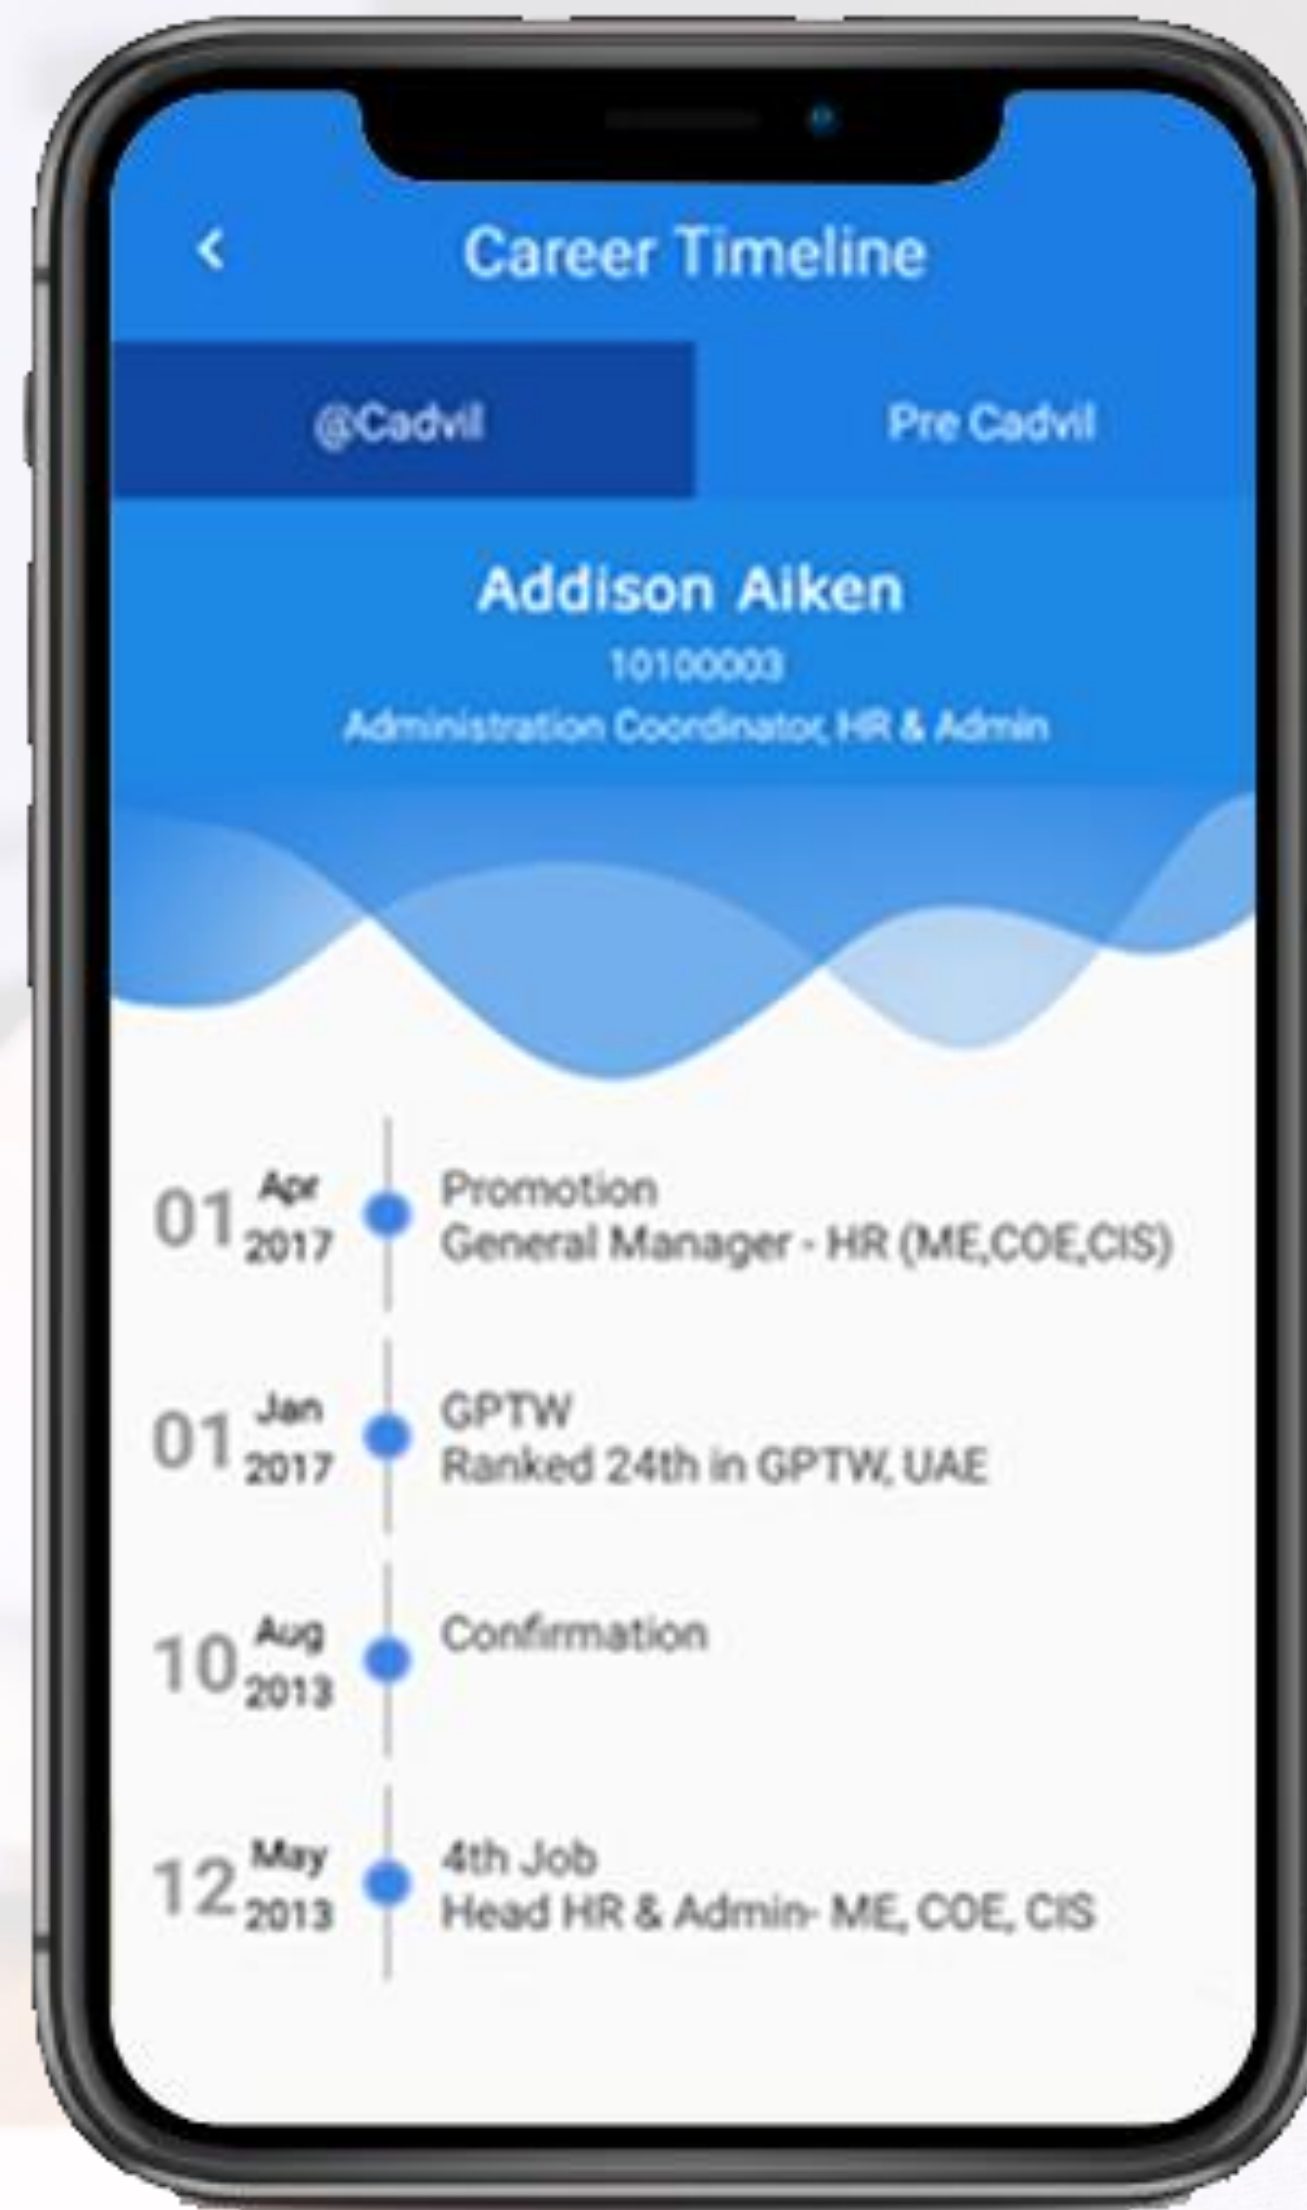 Career Timeline
@Cadvil
Pre Cadvil
Addison Aiken
10100003
Administration Coordinator, HR & Admin
01 Apr 2017
Promotion
General Manager - HR (ME,COE,CIS)
01 Jan 2017
GPTW
Ranked 24th in GPTW, UAE
10 Aug 2013
Confirmation
12 May 2013
4th Job
Head HR & Admin- ME, COE, CIS